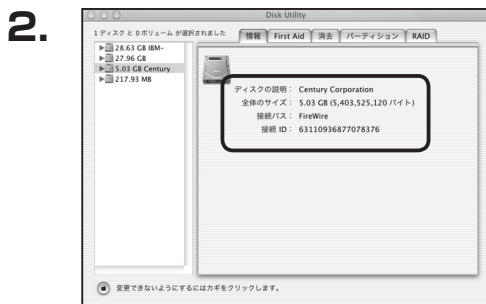 2.
Disk Utility
1 ディスク と 0 ボリューム が選択されました
情報 First Aid 消去 パーティション RAID
28.63 GB IBM-
27.96 GB
5.03 GB Century
217.93 MB
ディスクの説明： Century Corporation
全体のサイズ： 5.03 GB (5,403,525,120 バイト)
接続バス： FireWire
接続 ID： 63110936877078376
変更できないようにするにはカギをクリックします。